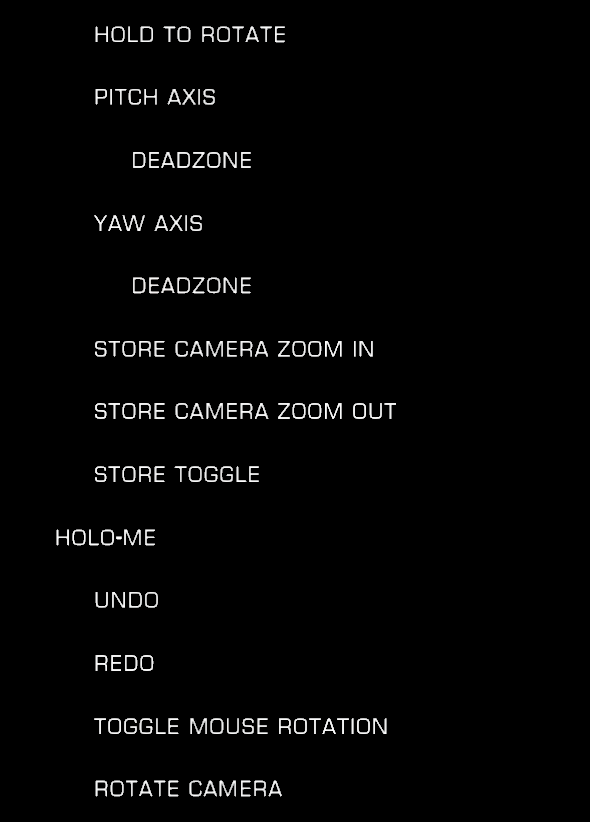 HOLD TO ROTATE
PITCH AXIS
DEADZONE
YAW AXIS
DEADZONE
STORE CAMERA ZOOM IN
STORE CAMERA ZOOM OUT
STORE TOGGLE
HOLO-ME
UNDO
REDO
TOGGLE MOUSE ROTATION
ROTATE CAMERA